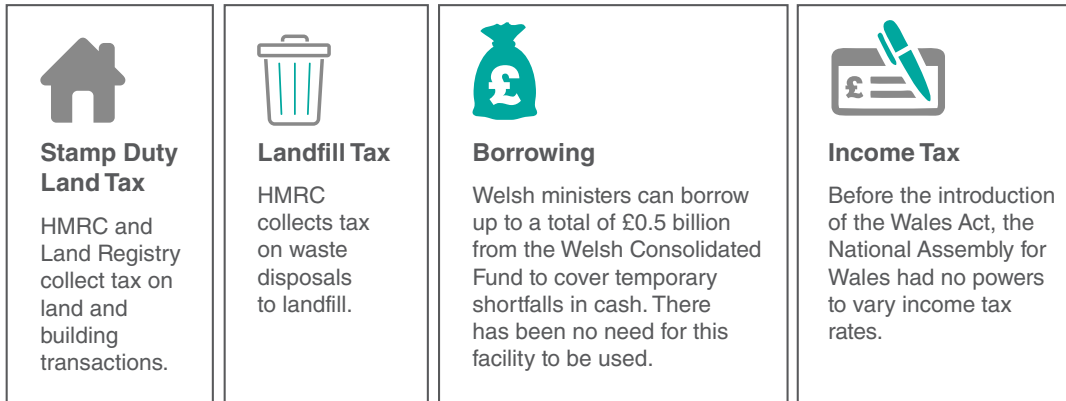 Stamp Duty
Land Tax
HMRC and
Land Registry
collect tax on
land and
building
transactions.
Landfill Tax
HMRC
collects tax
on waste
disposals
to landfill.
£
Borrowing
Welsh ministers can borrow
up to a total of £0.5 billion
from the Welsh Consolidated
Fund to cover temporary
shortfalls in cash. There
has been no need for this
facility to be used.
£
Income Tax
Before the introduction
of the Wales Act, the
National Assembly for
Wales had no powers
to vary income tax
rates.